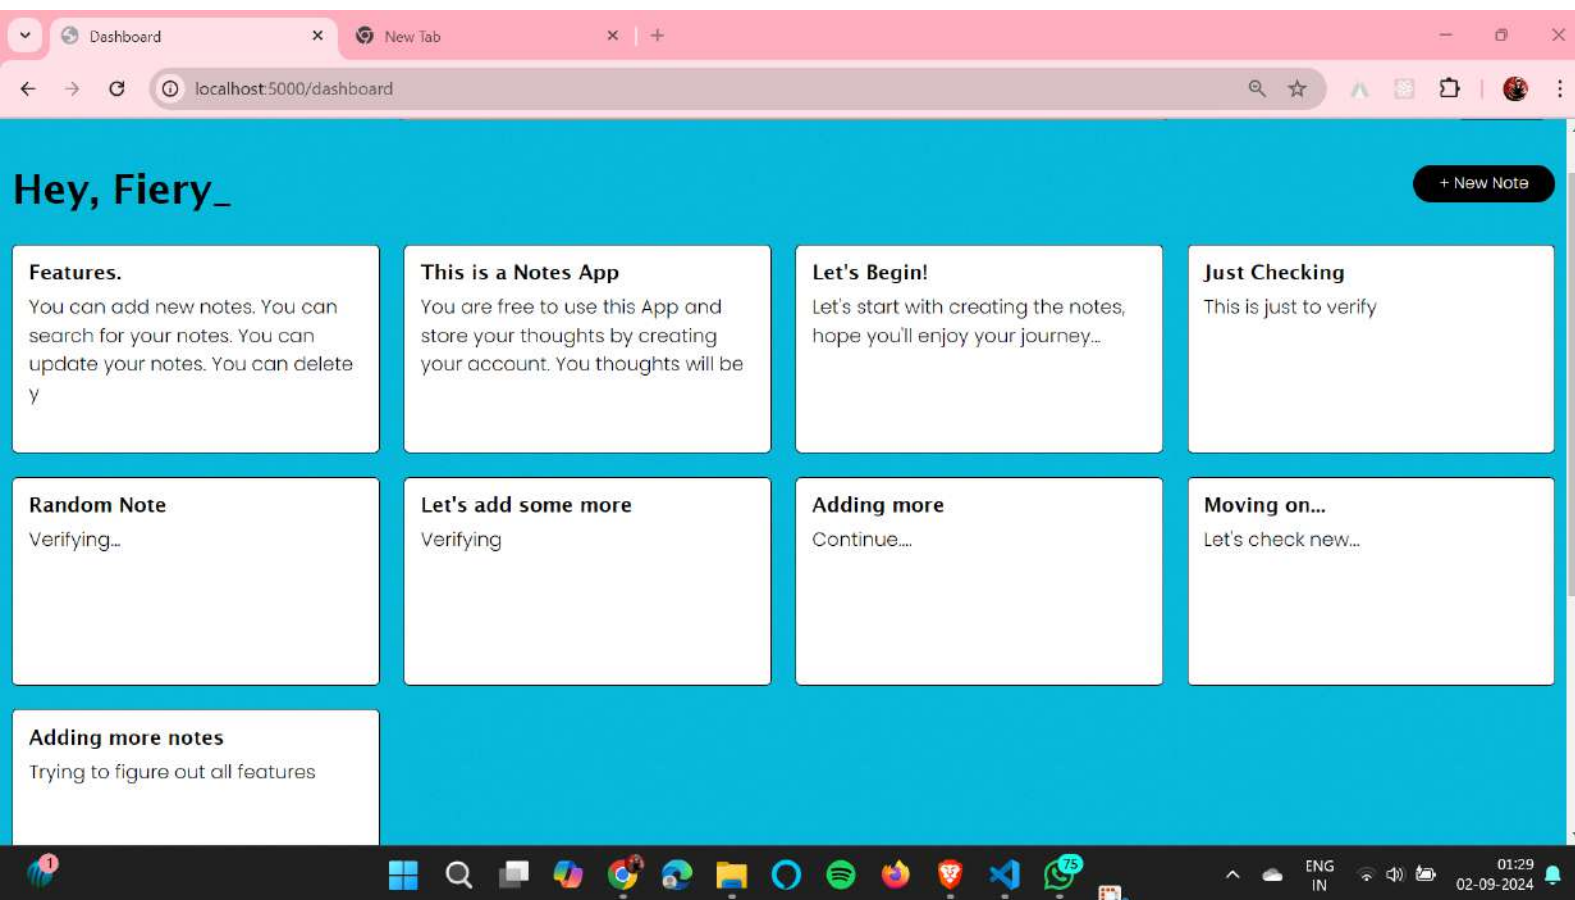 Dashboard
New Tab
localhost:5000/dashboard
Hey, Fiery_
+ New Note
Features.
You can add new notes. You can
search for your notes. You can
update your notes. You can delete
y
This is a Notes App
You are free to use this App and
store your thoughts by creating
your account. You thoughts will be
Let's Begin!
Let's start with creating the notes,
hope you'll enjoy your journey...
Just Checking
This is just to verify
Random Note
Verifying...
Let's add some more
Verifying
Adding more
Continue....
Moving on...
Let's check new...
Adding more notes
Trying to figure out all features
1
75
ENG
IN
01:29
02-09-2024